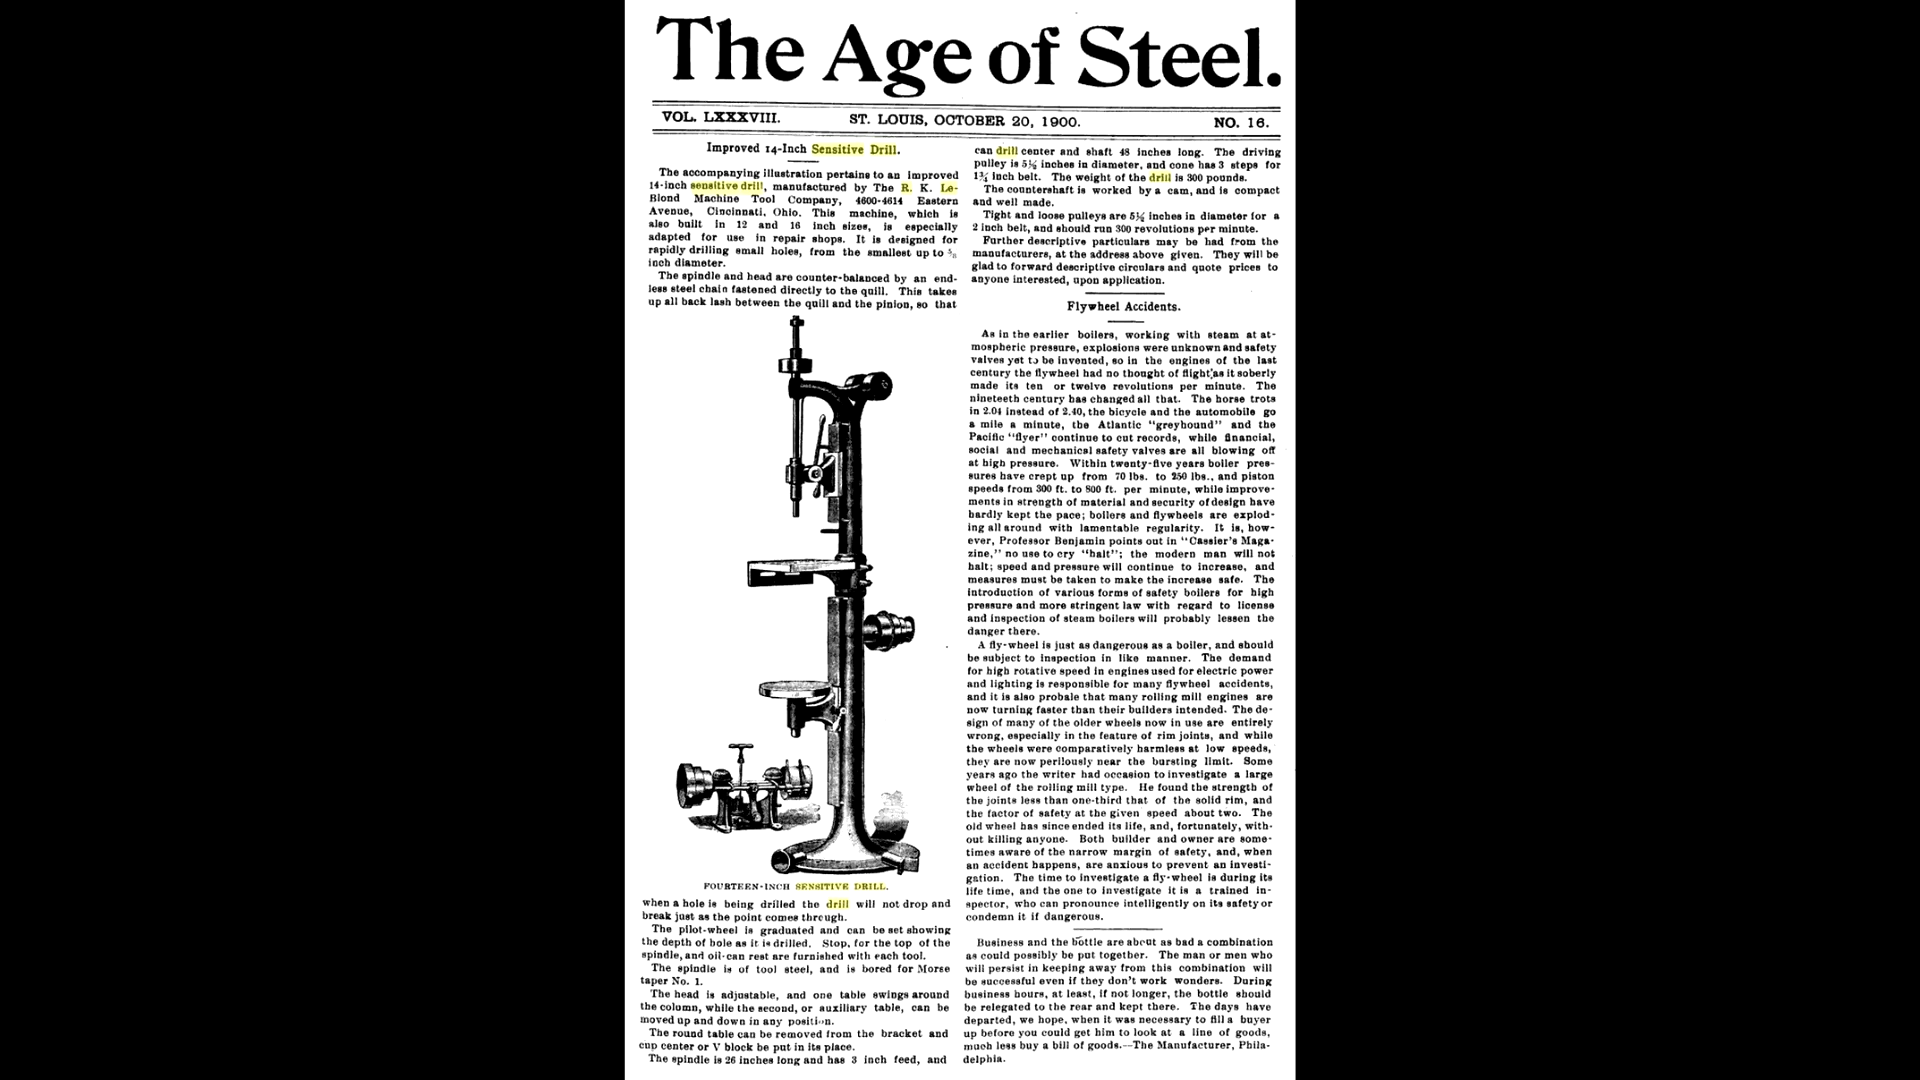 The Age of Steel.
VOL. LXXXVIII. ST. LOUIS, OCTOBER 20, 1900. NO. 16.
Improved 14-Inch Sensitive Drill.
The accompanying illustration pertains to an improved
14-inch sensitive drill, manufactured by The R. K. Le-
Blond Machine Tool Company, 4600-4614 Eastern
Avenue, Cincinnati, Ohio. This machine, which is
also built in 12 and 16 inch sizes, is especially
adapted for use in repair shops. It is designed for
rapidly drilling small holes, from the smallest up to ⅝
inch diameter.
The spindle and head are counter-balanced by an end-
less steel chain fastened directly to the quill. This takes
up all back lash between the quill and the pinion, so that
FOURTEEN-INCH SENSITIVE DRILL.
when a hole is being drilled the drill will not drop and
break just as the point comes through.
The pilot-wheel is graduated and can be set showing
the depth of hole as it is drilled. Stop, for the top of the
spindle, and oil-can rest are furnished with each tool.
The spindle is of tool steel, and is bored for Morse
taper No. 1.
The head is adjustable, and one table swings around
the column, while the second, or auxiliary table, can be
moved up and down in any position.
The round table can be removed from the bracket and
cup center or V block be put in its place.
The spindle is 26 inches long and has 3 inch feed, and
can drill center and shaft 48 inches long. The driving
pulley is 5½ inches in diameter, and cone has 3 steps for
1¾ inch belt. The weight of the drill is 300 pounds.
The countershaft is worked by a cam, and is compact
and well made.
Tight and loose pulleys are 5½ inches in diameter for a
2 inch belt, and should run 300 revolutions per minute.
Further descriptive particulars may be had from the
manufacturers, at the address above given. They will be
glad to forward descriptive circulars and quote prices to
anyone interested, upon application.
Flywheel Accidents.
As in the earlier boilers, working with steam at at-
mospheric pressure, explosions were unknown and safety
valves yet to be invented, so in the engines of the last
century the flywheel had no thought of flight as it soberly
made its ten or twelve revolutions per minute. The
nineteeth century has changed all that. The horse trots
in 2.04 instead of 2.40, the bicycle and the automobile go
a mile a minute, the Atlantic "greyhound" and the
Pacific "flyer" continue to cut records, while financial,
social and mechanical safety valves are all blowing off
at high pressure. Within twenty-five years boiler pres-
sures have crept up from 70 lbs. to 250 lbs., and piston
speeds from 300 ft. to 800 ft. per minute, while improve-
ments in strength of material and security of design have
hardly kept the pace; boilers and flywheels are explod-
ing all around with lamentable regularity. It is, how-
ever, Professor Benjamin points out in "Cassier's Maga-
zine," no use to cry "halt"; the modern man will not
halt; speed and pressure will continue to increase, and
measures must be taken to make the increase safe. The
introduction of various forms of safety boilers for high
pressure and more stringent law with regard to license
and inspection of steam boilers will probably lessen the
danger there.
A fly-wheel is just as dangerous as a boiler, and should
be subject to inspection in like manner. The demand
for high rotative speed in engines used for electric power
and lighting is responsible for many flywheel accidents,
and it is also probale that many rolling mill engines are
now turning faster than their builders intended. The de-
sign of many of the older wheels now in use are entirely
wrong, especially in the feature of rim joints, and while
the wheels were comparatively harmless at low speeds,
they are now perilously near the bursting limit. Some
years ago the writer had occasion to investigate a large
wheel of the rolling mill type. He found the strength of
the joints less than one-third that of the solid rim, and
the factor of safety at the given speed about two. The
old wheel has since ended its life, and, fortunately, with-
out killing anyone. Both builder and owner are some-
times aware of the narrow margin of safety, and, when
an accident happens, are anxious to prevent an investi-
gation. The time to investigate a fly-wheel is during its
life time, and the one to investigate it is a trained in-
spector, who can pronounce intelligently on its safety or
condemn it if dangerous.
Business and the bottle are about as bad a combination
as could possibly be put together. The man or men who
will persist in keeping away from this combination will
be successful even if they don't work wonders. During
business hours, at least, if not longer, the bottle should
be relegated to the rear and kept there. The days have
departed, we hope, when it was necessary to fill a buyer
up before you could get him to look at a line of goods,
much less buy a bill of goods.—The Manufacturer, Phila-
delphia.